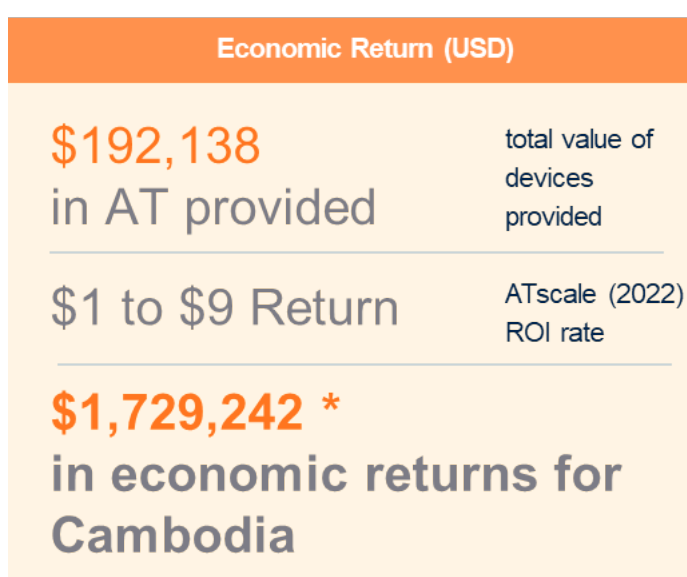 Economic Return (USD)
$192,138
in AT provided
total value of
devices
provided
$1 to $9 Return
ATscale (2022)
ROI rate
$1,729,242 *
in economic returns for
Cambodia